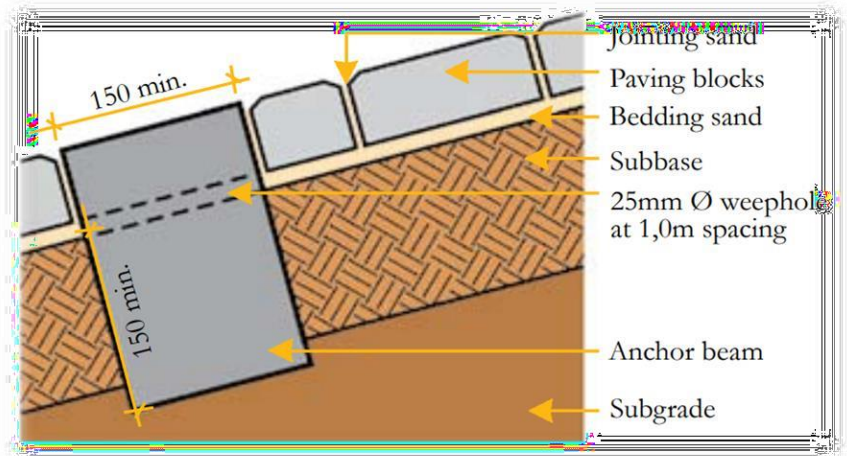 Jointing sand
150 min.
Paving blocks
Bedding sand
Subbase
25mm Ø weephole
at 1,0m spacing
150 min.
Anchor beam
Subgrade